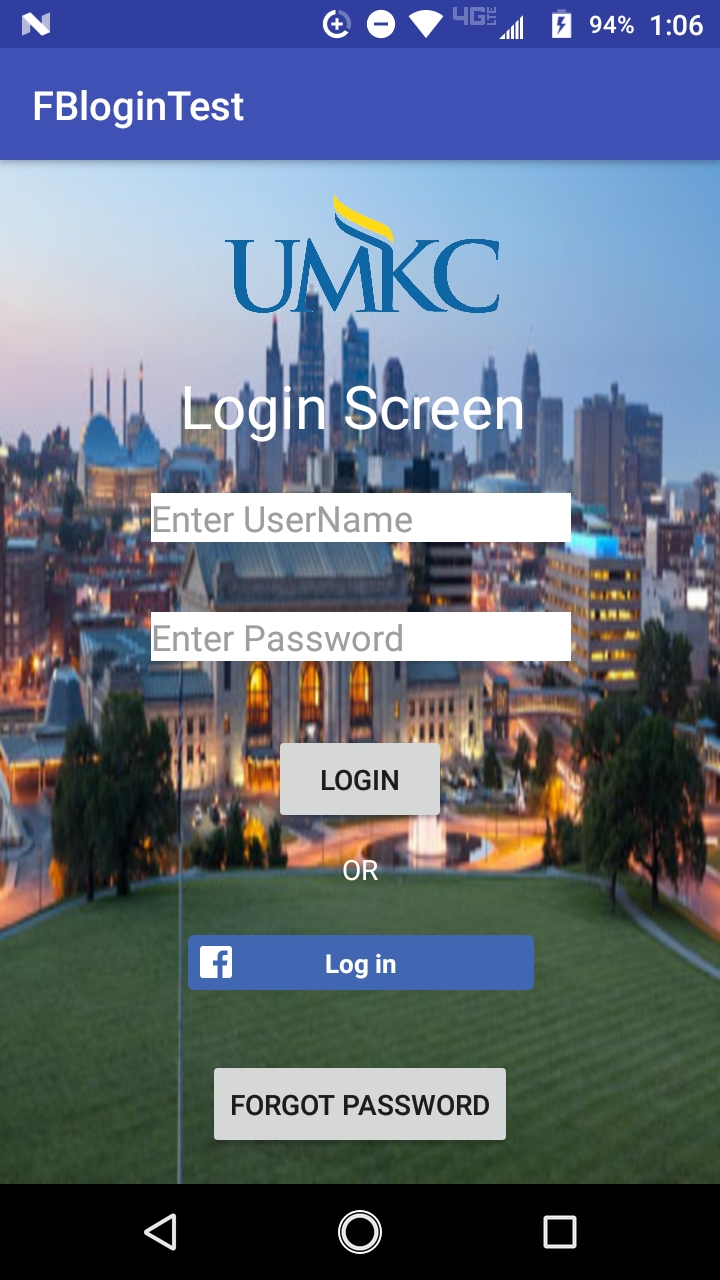 4G LTE 94% 1:06
FBloginTest
UMKC
Login Screen
Enter UserName
Enter Password
LOGIN
OR
Log in
FORGOT PASSWORD